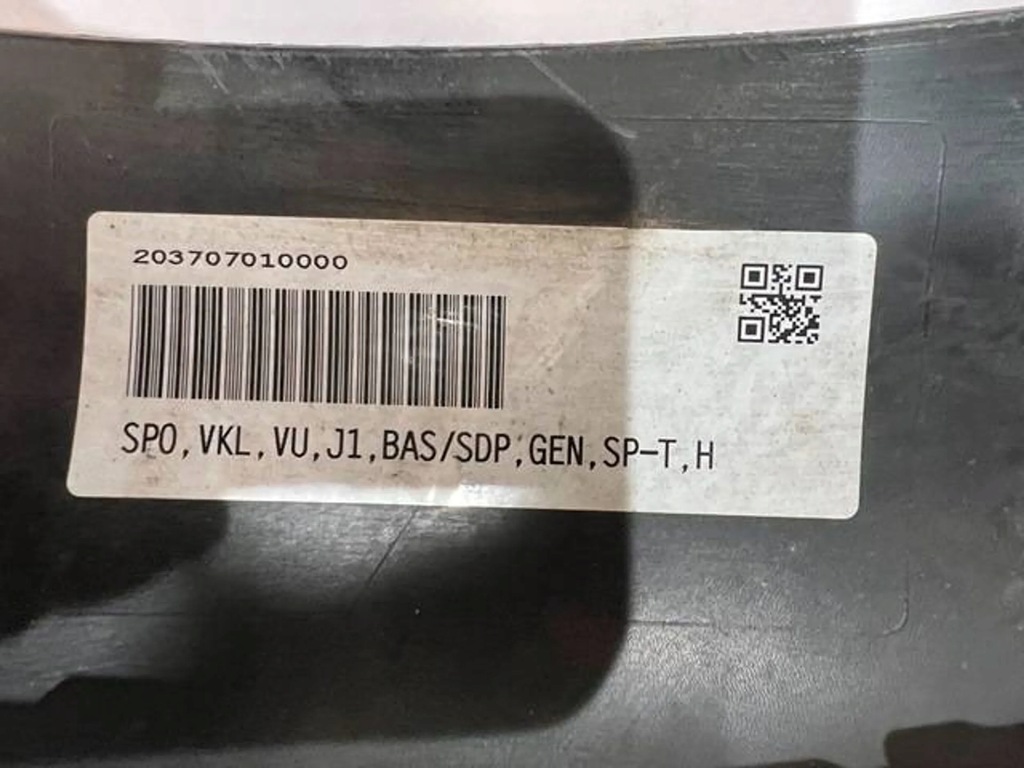 203707010000
SPO,VKL,VU,J1,BAS/SDP,GEN,SP-T,H